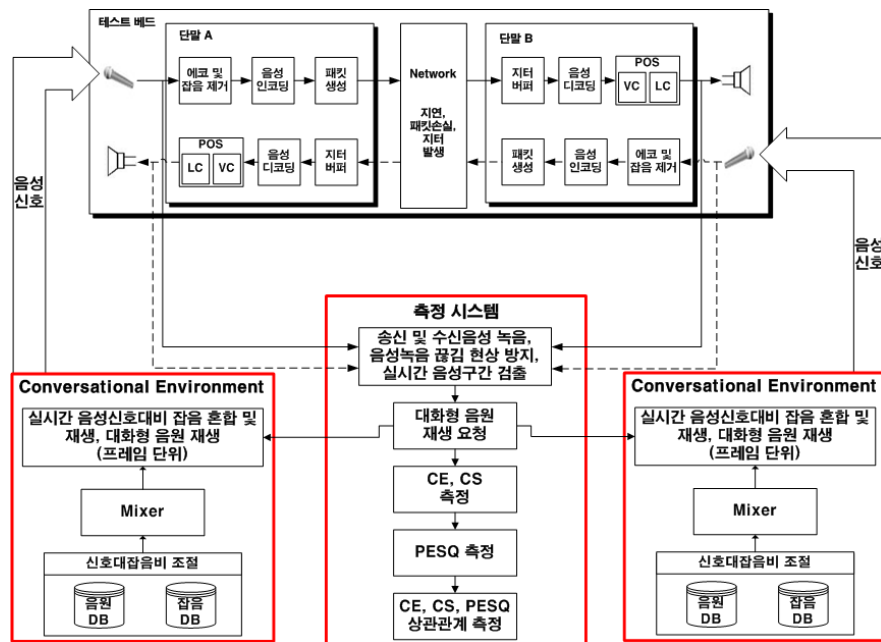 테스트 베드
단말 A
에코 및
잡음 제거
음성
인코딩
패킷
생성
POS
LC
VC
음성
디코딩
지터
버퍼
Network
지연,
패킷손실,
지터
발생
단말 B
지터
버퍼
음성
디코딩
POS
VC
LC
패킷
생성
음성
인코딩
에코 및
잡음 제거
음성
신호
음성
신호
측정 시스템
송신 및 수신음성 녹음,
음성녹음 끊김 현상 방지,
실시간 음성구간 검출
대화형 음원
재생 요청
CE, CS
측정
PESQ 측정
CE, CS, PESQ
상관관계 측정
Conversational Environment
실시간 음성신호대비 잡음 혼합 및
재생, 대화형 음원 재생
(프레임 단위)
Mixer
신호대잡음비 조절
음원
DB
잡음
DB
Conversational Environment
실시간 음성신호대비 잡음 혼합 및
재생, 대화형 음원 재생
(프레임 단위)
Mixer
신호대잡음비 조절
음원
DB
잡음
DB